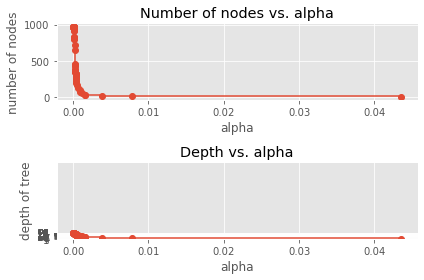 Number of nodes vs. alpha
number of nodes
1000
500
0
0.00 0.01 0.02 0.03 0.04
alpha
Depth vs. alpha
depth of tree
0.00 0.01 0.02 0.03 0.04
alpha